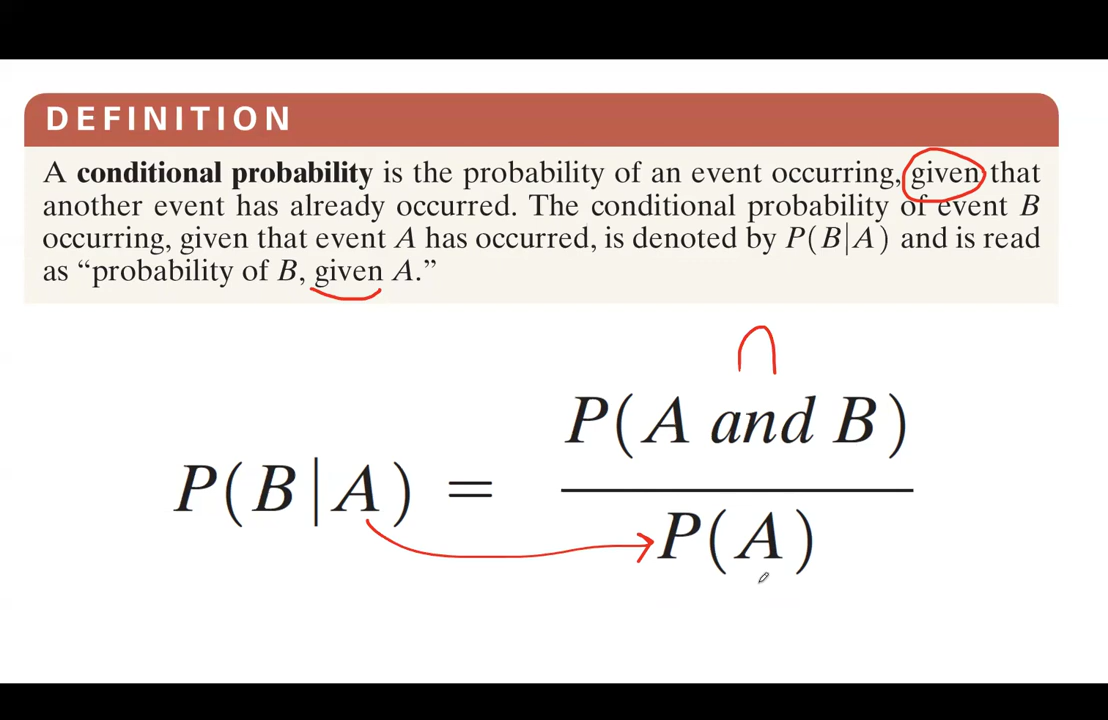 DEFINITION
A conditional probability is the probability of an event occurring, given that
another event has already occurred. The conditional probability of event B
occurring, given that event A has occurred, is denoted by P(B|A) and is read
as “probability of B, given A.”
∩
P(A and B)
P(B|A) =
P(A)